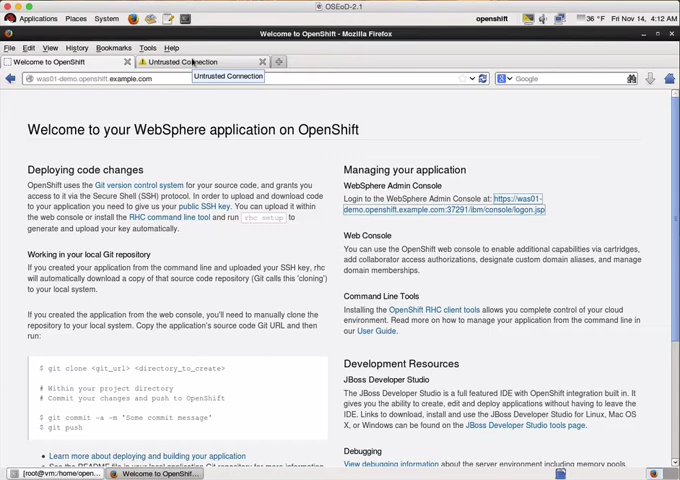 OSEoD-2.1
Applications Places System openshift 36 °F Fri Nov 14, 4:12 AM
Welcome to OpenShift - Mozilla Firefox
File Edit View History Bookmarks Tools Help
Welcome to OpenShift Untrusted Connection
was01-demo.openshift.example.com Google
Untrusted Connection
Welcome to your WebSphere application on OpenShift
Deploying code changes
OpenShift uses the Git version control system for your source code, and grants
access to it via the Secure Shell (SSH) protocol. In order to upload and download
code to your application you need to give us your public SSH key. You can upload it within
the web console or install the RHC command line tool and run rhc setup to
generate and upload your key automatically.
Working in your local Git repository
If you created your application from the command line and uploaded your SSH key, rhc
will automatically download a copy of that source code repository (Git calls this 'cloning')
to your local system.
If you created the application from the web console, you'll need to manually clone the
repository to your local system. Copy the application's source code Git URL and then
run:
$ git clone <git_url> <directory_to_create>
# Within your project directory
# Commit your changes and push to OpenShift
$ git commit -a -m 'Some commit message'
$ git push
Learn more about deploying and building your application
See the README file in your local application Git repository for more information
Managing your application
WebSphere Admin Console
Login to the WebSphere Admin Console at: https://was01-
demo.openshift.example.com:37291/ibm/console/logon.jsp
Web Console
You can use the OpenShift web console to enable additional capabilities via cartridges,
add collaborator access authorizations, designate custom domain aliases, and manage
domain memberships.
Command Line Tools
Installing the OpenShift RHC client tools allows you complete control of your cloud
environment. Read more on how to manage your application from the command line in
our User Guide.
Development Resources
JBoss Developer Studio
The JBoss Developer Studio is a full featured IDE with OpenShift integration built in. It
gives you the ability to create, edit and deploy applications without having to leave the
IDE. Links to download, install and use the JBoss Developer Studio for Linux, Mac OS
X, or Windows can be found on the JBoss Developer Studio tools page.
Debugging
View debugging information about the server environment including memory pools,
[root@vm:/home/open... Welcome to OpenShif...